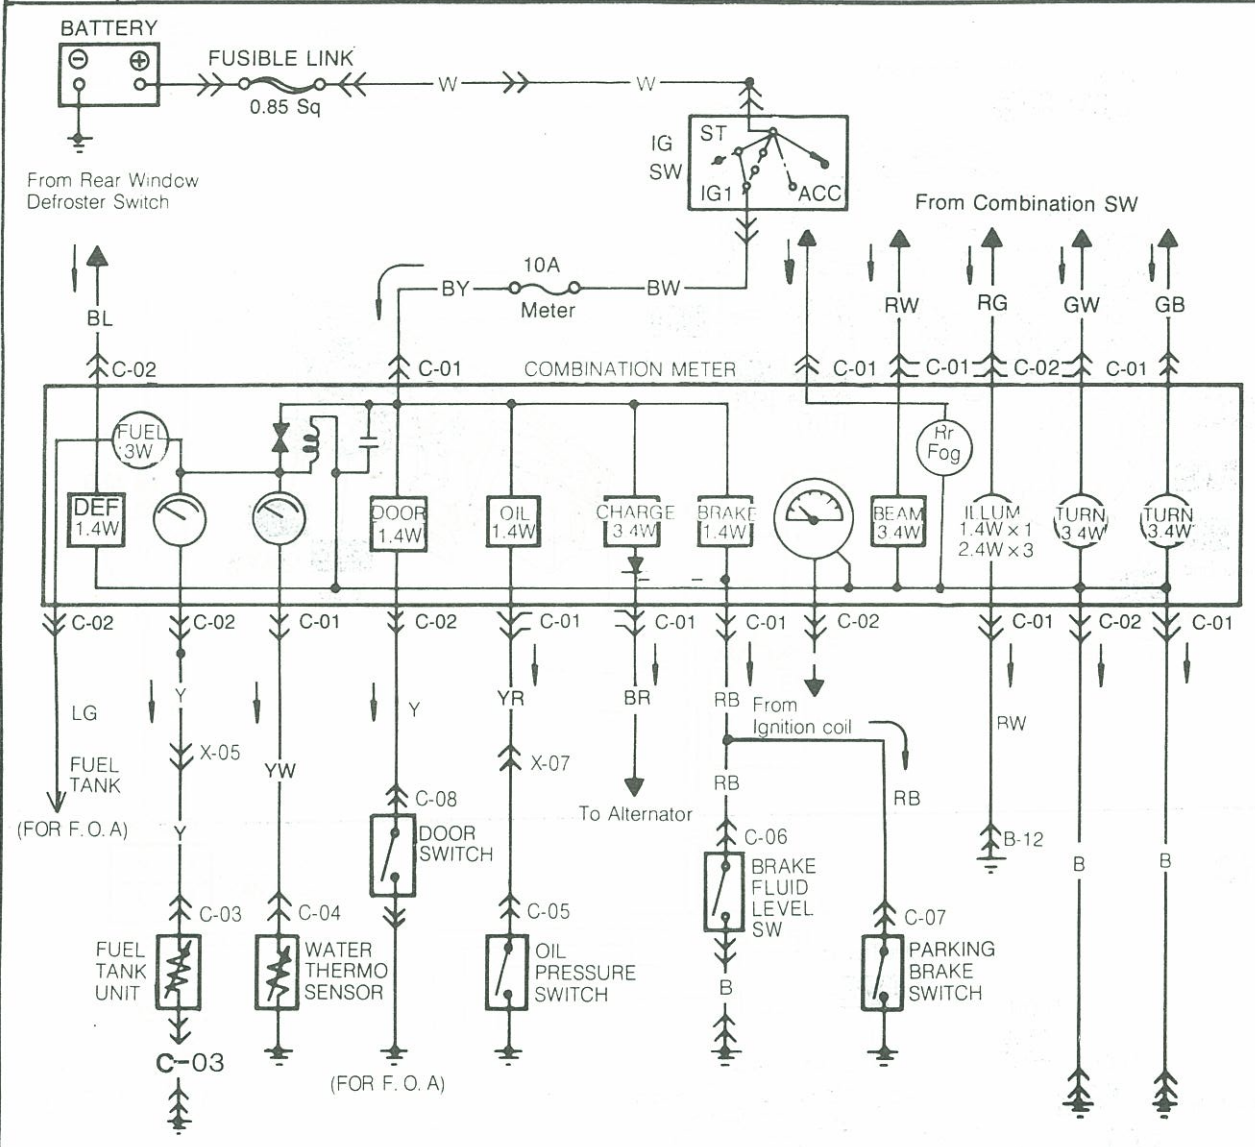 BATTERY
⊖ ⊕
FUSIBLE LINK
0.85 Sq
W
W
IG
SW
ST
IG1
ACC
From Rear Window
Defroster Switch
From Combination SW
BL
BY
10A
Meter
BW
RW
RG
GW
GB
C-02
C-01
COMBINATION METER
C-01
C-01
C-02
C-01
FUEL
3W
Rr
Fog
DEF
1.4W
DOOR
1.4W
OIL
1.4W
CHARGE
3.4W
BRAKE
1.4W
BEAM
3.4W
ILLUM
1.4W x 1
2.4W x 3
TURN
3.4W
TURN
3.4W
C-02
C-02
C-01
C-02
C-01
C-01
C-01
C-02
C-01
C-02
C-01
LG
Y
Y
YR
BR
RB
From
Ignition coil
RW
X-05
FUEL
TANK
YW
X-07
To Alternator
RB
RB
(FOR F. O. A)
Y
C-08
DOOR
SWITCH
C-06
BRAKE
FLUID
LEVEL
SW
B-12
B
B
C-03
C-04
C-05
C-07
FUEL
TANK
UNIT
WATER
THERMO
SENSOR
OIL
PRESSURE
SWITCH
B
PARKING
BRAKE
SWITCH
C-03
(FOR F. O. A)